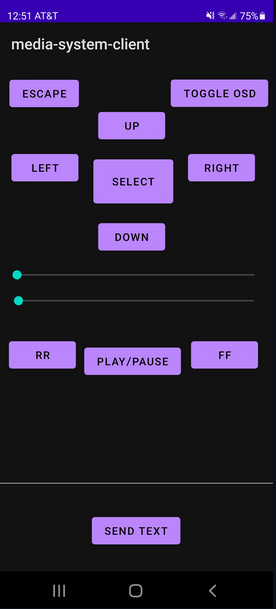 12:51 AT&T 75%
media-system-client
ESCAPE TOGGLE OSD
UP
LEFT SELECT RIGHT
DOWN
RR PLAY/PAUSE FF
SEND TEXT